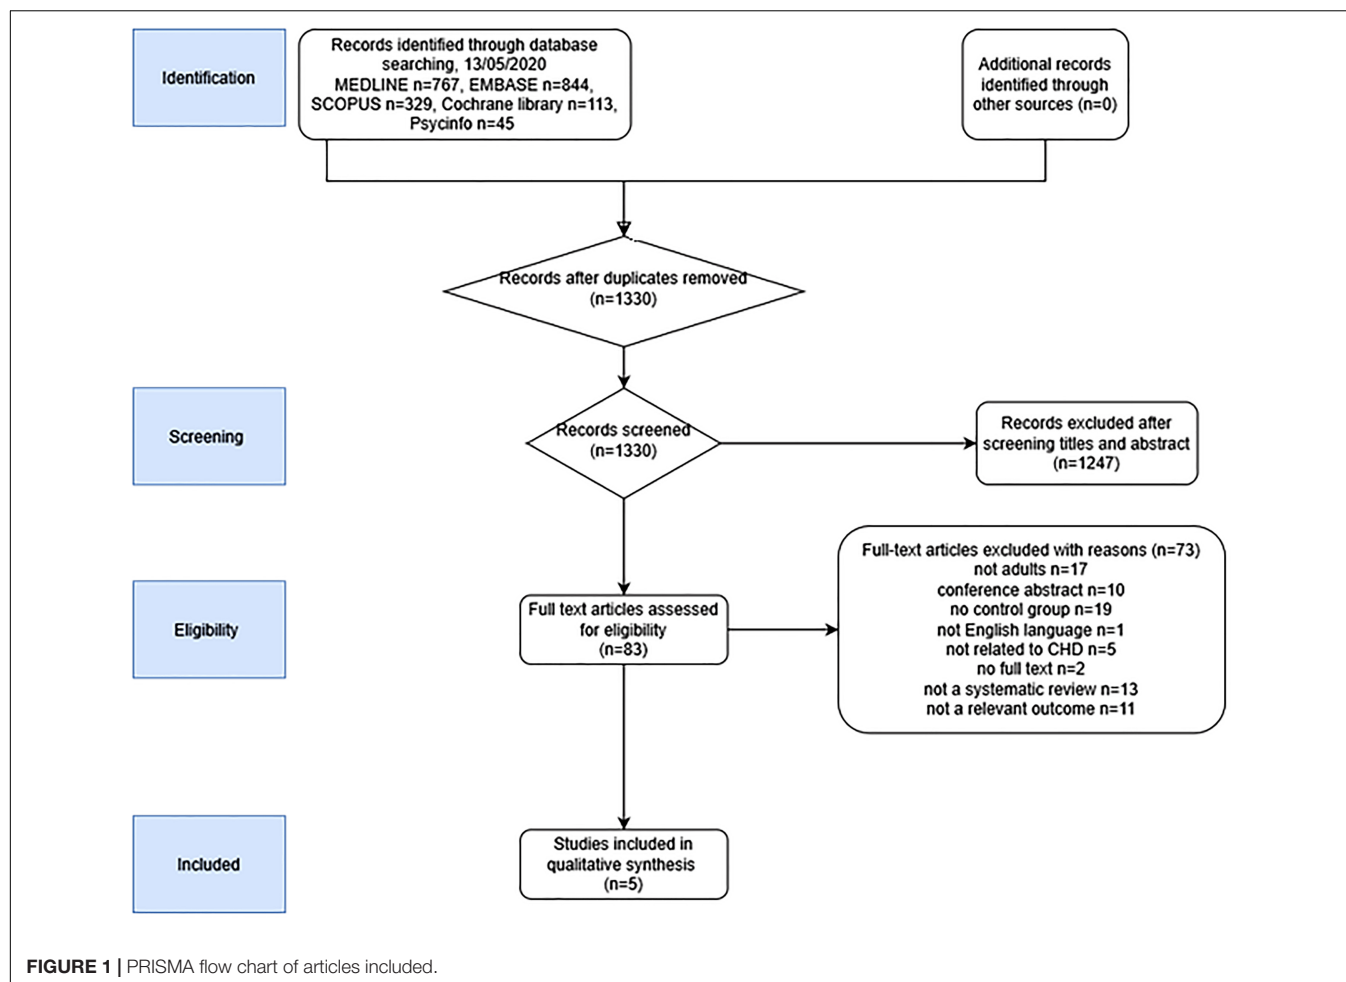 Identification
Records identified through database
searching, 13/05/2020
MEDLINE n=767, EMBASE n=844,
SCOPUS n=329, Cochrane library n=113,
Psycinfo n=45
Additional records
identified through
other sources (n=0)
Records after duplicates removed
(n=1330)
Screening
Records screened
(n=1330)
Records excluded after
screening titles and abstract
(n=1247)
Eligibility
Full text articles assessed
for eligibility
(n=83)
Full-text articles excluded with reasons (n=73)
not adults n=17
conference abstract n=10
no control group n=19
not English language n=1
not related to CHD n=5
no full text n=2
not a systematic review n=13
not a relevant outcome n=11
Included
Studies included in
qualitative synthesis
(n=5)
FIGURE 1 | PRISMA flow chart of articles included.